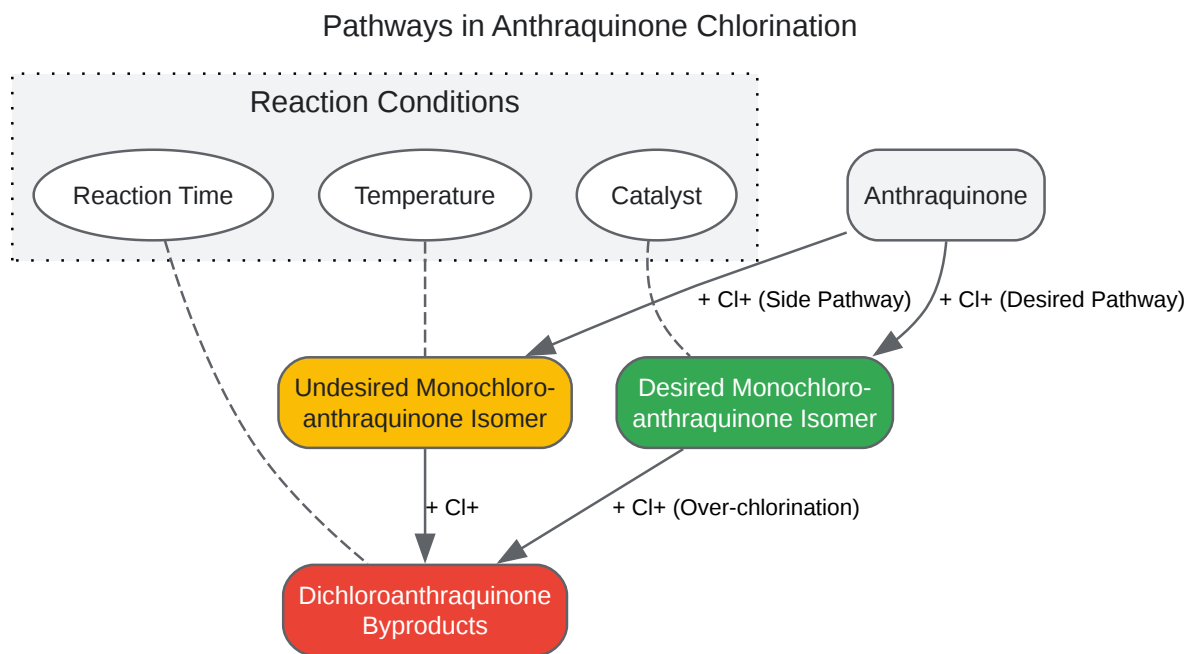 Pathways in Anthraquinone Chlorination
Reaction Conditions
Reaction Time
Temperature
Catalyst
Anthraquinone
+ Cl+ (Side Pathway)
+ Cl+ (Desired Pathway)
Undesired Monochloro-
anthraquinone Isomer
Desired Monochloro-
anthraquinone Isomer
+ Cl+
+ Cl+ (Over-chlorination)
Dichloroanthraquinone
Byproducts